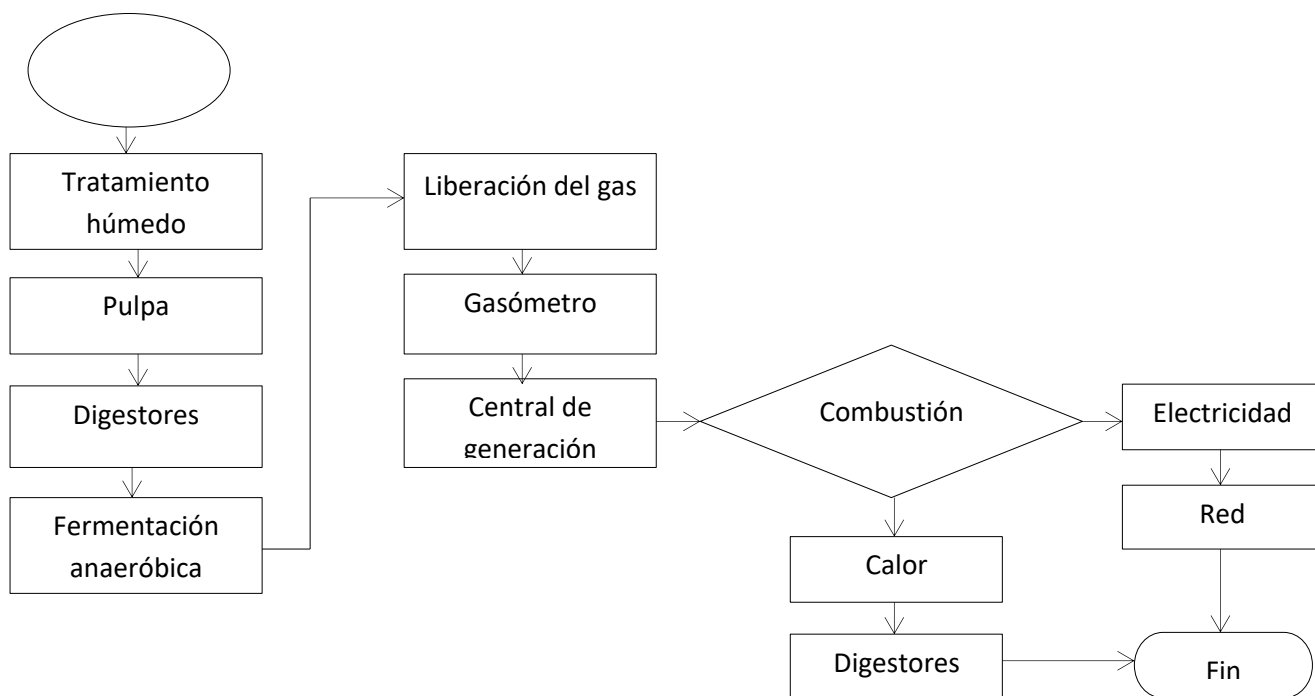 Tratamiento
húmedo
Pulpa
Digestores
Fermentación
anaeróbica
Liberación del gas
Gasómetro
Central de
generación
Combustión
Electricidad
Red
Calor
Digestores
Fin